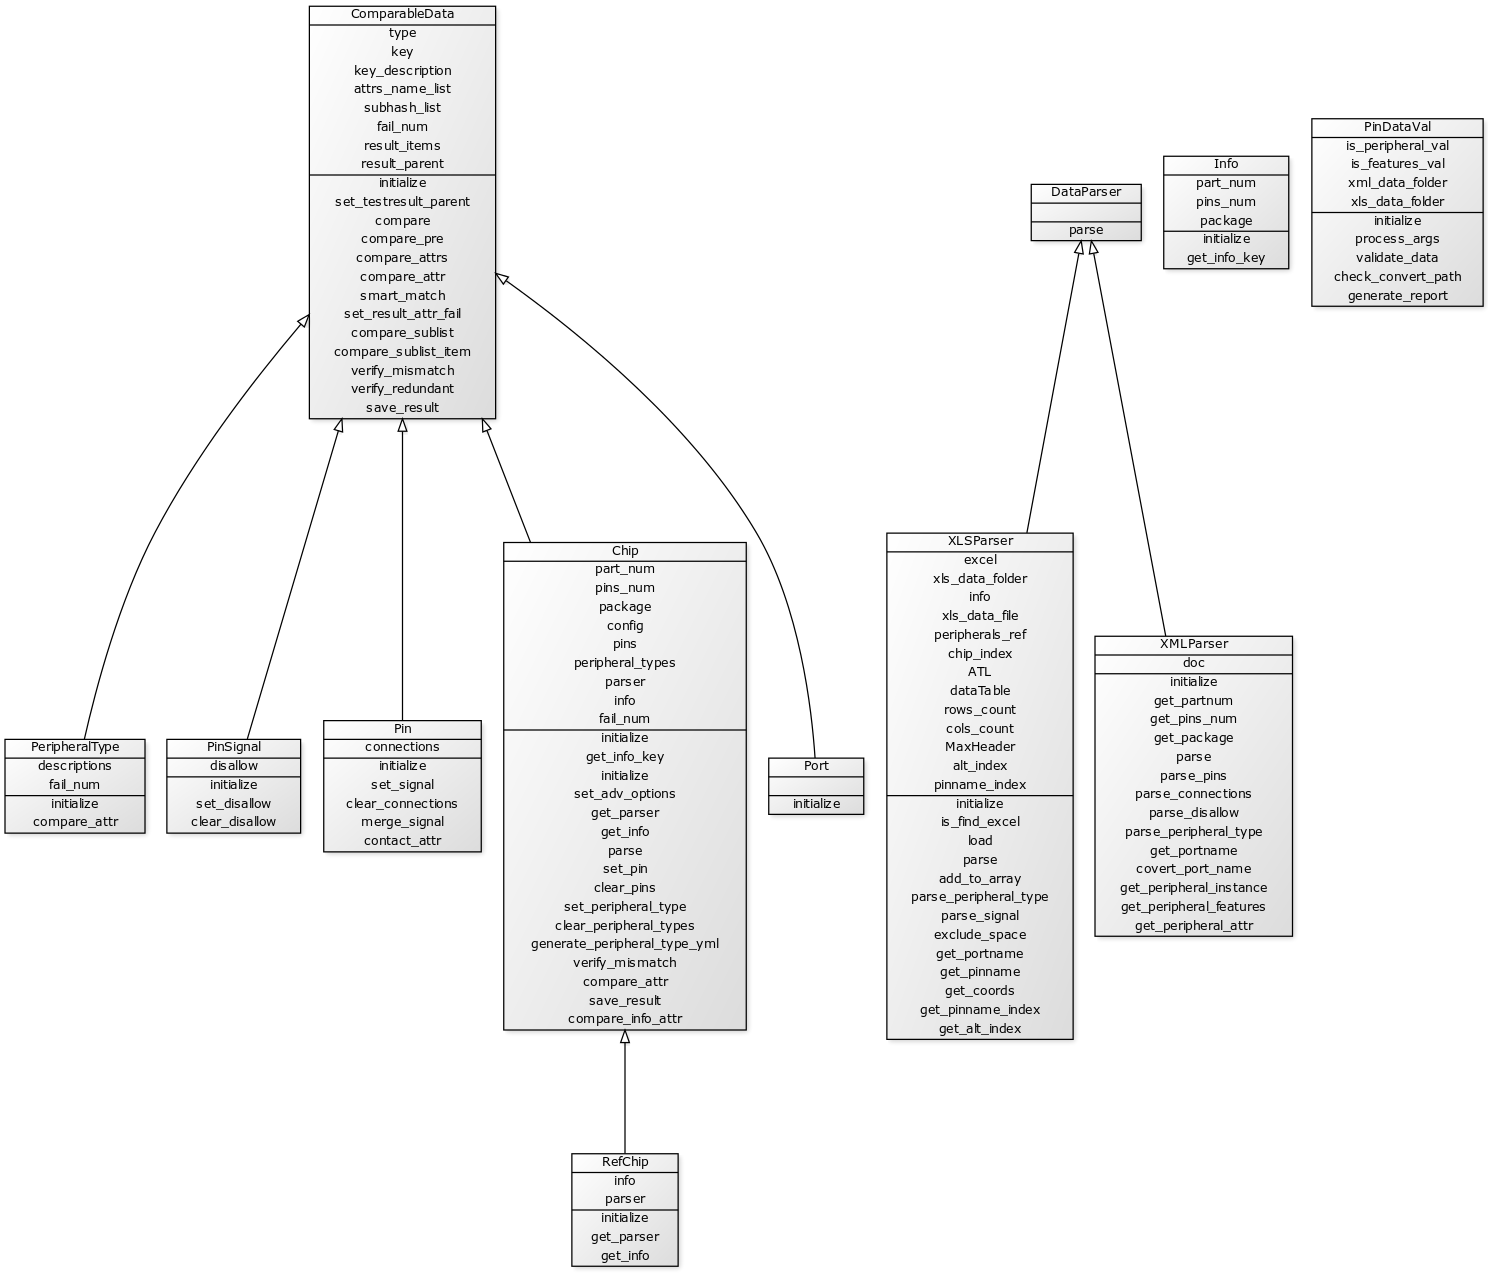 ComparableData
type
key
key_description
attrs_name_list
subhash_list
fail_num
result_items
result_parent
initialize
set_testresult_parent
compare
compare_pre
compare_attrs
compare_attr
smart_match
set_result_attr_fail
compare_sublist
compare_sublist_item
verify_mismatch
verify_redundant
save_result
DataParser
parse
Info
part_num
pins_num
package
initialize
get_info_key
PinDataVal
is_peripheral_val
is_features_val
xml_data_folder
xls_data_folder
initialize
process_args
validate_data
check_convert_path
generate_report
PeripheralType
descriptions
fail_num
initialize
compare_attr
PinSignal
disallow
initialize
set_disallow
clear_disallow
Pin
connections
initialize
set_signal
clear_connections
merge_signal
contact_attr
Chip
part_num
pins_num
package
config
pins
peripheral_types
parser
info
fail_num
initialize
get_info_key
initialize
set_adv_options
get_parser
get_info
parse
set_pin
clear_pins
set_peripheral_type
clear_peripheral_types
generate_peripheral_type_yml
verify_mismatch
compare_attr
save_result
compare_info_attr
Port
initialize
XLSParser
excel
xls_data_folder
info
xls_data_file
peripherals_ref
chip_index
ATL
dataTable
rows_count
cols_count
MaxHeader
alt_index
pinname_index
initialize
is_find_excel
load
parse
add_to_array
parse_peripheral_type
parse_signal
exclude_space
get_portname
get_pinname
get_coords
get_pinname_index
get_alt_index
XMLParser
doc
initialize
get_partnum
get_pins_num
get_package
parse
parse_pins
parse_connections
parse_disallow
parse_peripheral_type
get_portname
covert_port_name
get_peripheral_instance
get_peripheral_features
get_peripheral_attr
RefChip
info
parser
initialize
get_parser
get_info